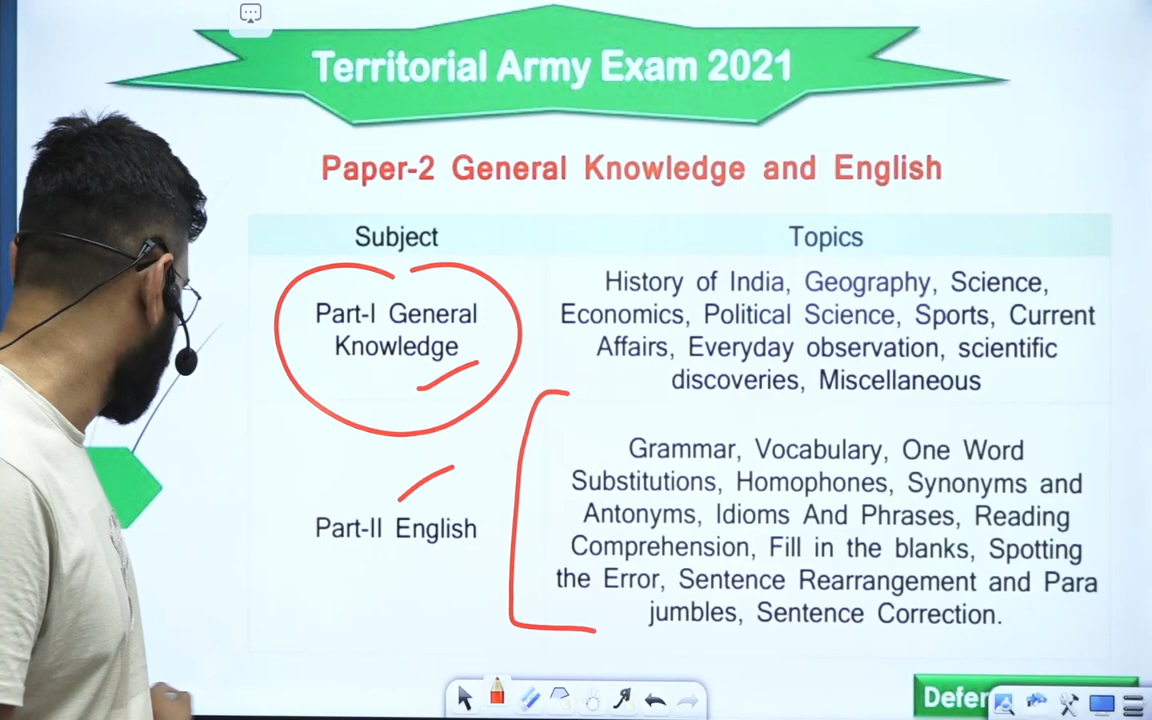 Territorial Army Exam 2021
Paper-2 General Knowledge and English
Subject
Topics
Part-I General
Knowledge
History of India, Geography, Science,
Economics, Political Science, Sports, Current
Affairs, Everyday observation, scientific
discoveries, Miscellaneous
Part-II English
Grammar, Vocabulary, One Word
Substitutions, Homophones, Synonyms and
Antonyms, Idioms And Phrases, Reading
Comprehension, Fill in the blanks, Spotting
the Error, Sentence Rearrangement and Para
jumbles, Sentence Correction.